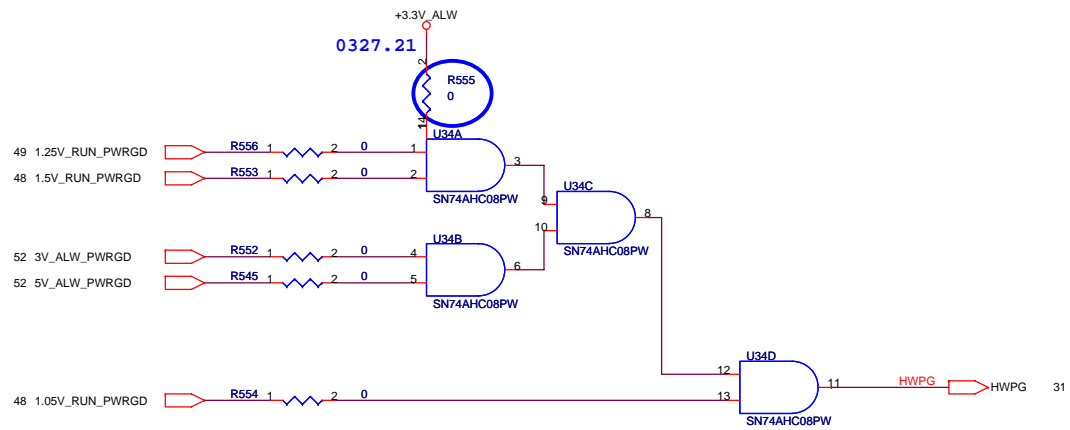 +3.3V_ALW
0327.21
2
R555
0
14
U34A
49 1.25V_RUN_PWRGD R556 1 2 0 1
3
48 1.5V_RUN_PWRGD R553 1 2 0 2
SN74AHC08PW
U34C
9
8
10
SN74AHC08PW
U34B
52 3V_ALW_PWRGD R552 1 2 0 4
6
52 5V_ALW_PWRGD R545 1 2 0 5
SN74AHC08PW
U34D
12
11 HWPG HWPG 31
48 1.05V_RUN_PWRGD R554 1 2 0 13
SN74AHC08PW